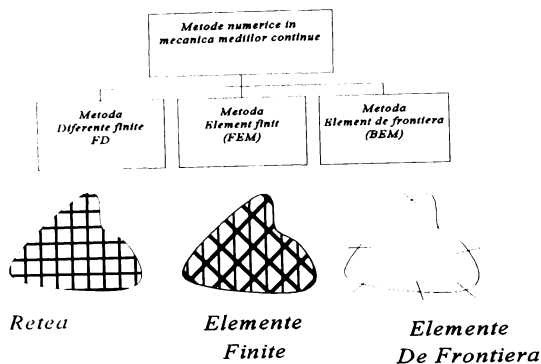 Metode numerice in
mecanica mediilor continue
Metoda
Diferente finite
FD
Metoda
Element finit
(FEM)
Metoda
Element de frontiera
(BEM)
Retea
Elemente
Finite
Elemente
De Frontiera